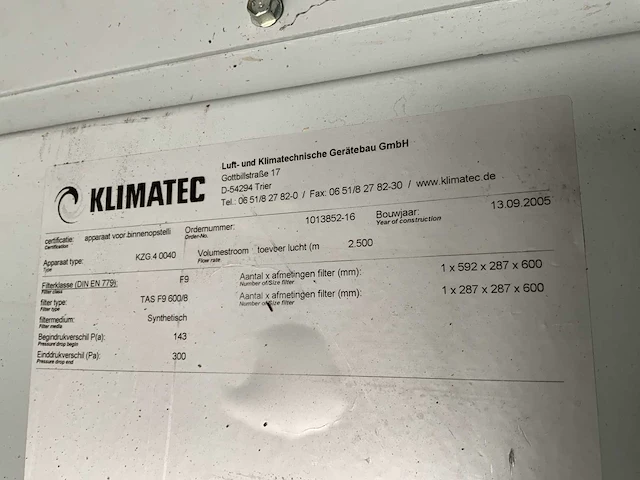 KLIMATEC
Luft- und Klimatechnische Gerätebau GmbH
Gottbillstraße 17
D-54294 Trier
Tel.: 06 51/8 27 82-0 / Fax: 06 51/8 27 82-30 / www.klimatec.de
certificatie: apparaat voor binnenopstelli Ordernummer: 1013852-16 Bouwjaar: 13.09.2005
Certification Order-No. Year of construction
Apparaat type: KZG.4 0040 Volumestroom toevoer lucht (m 2.500
Type Flow rate
Filterklasse (DIN EN 779): F9 Aantal x afmetingen filter (mm): 1 x 592 x 287 x 600
Filter class Number of/Size filter
filter type: TAS F9 600/8 Aantal x afmetingen filter (mm): 1 x 287 x 287 x 600
Filter type Number of/Size filter
filtermedium: Synthetisch
Filter media
Begindrukverschil P(a): 143
Pressure drop begin
Einddrukverschil (Pa): 300
Pressure drop end